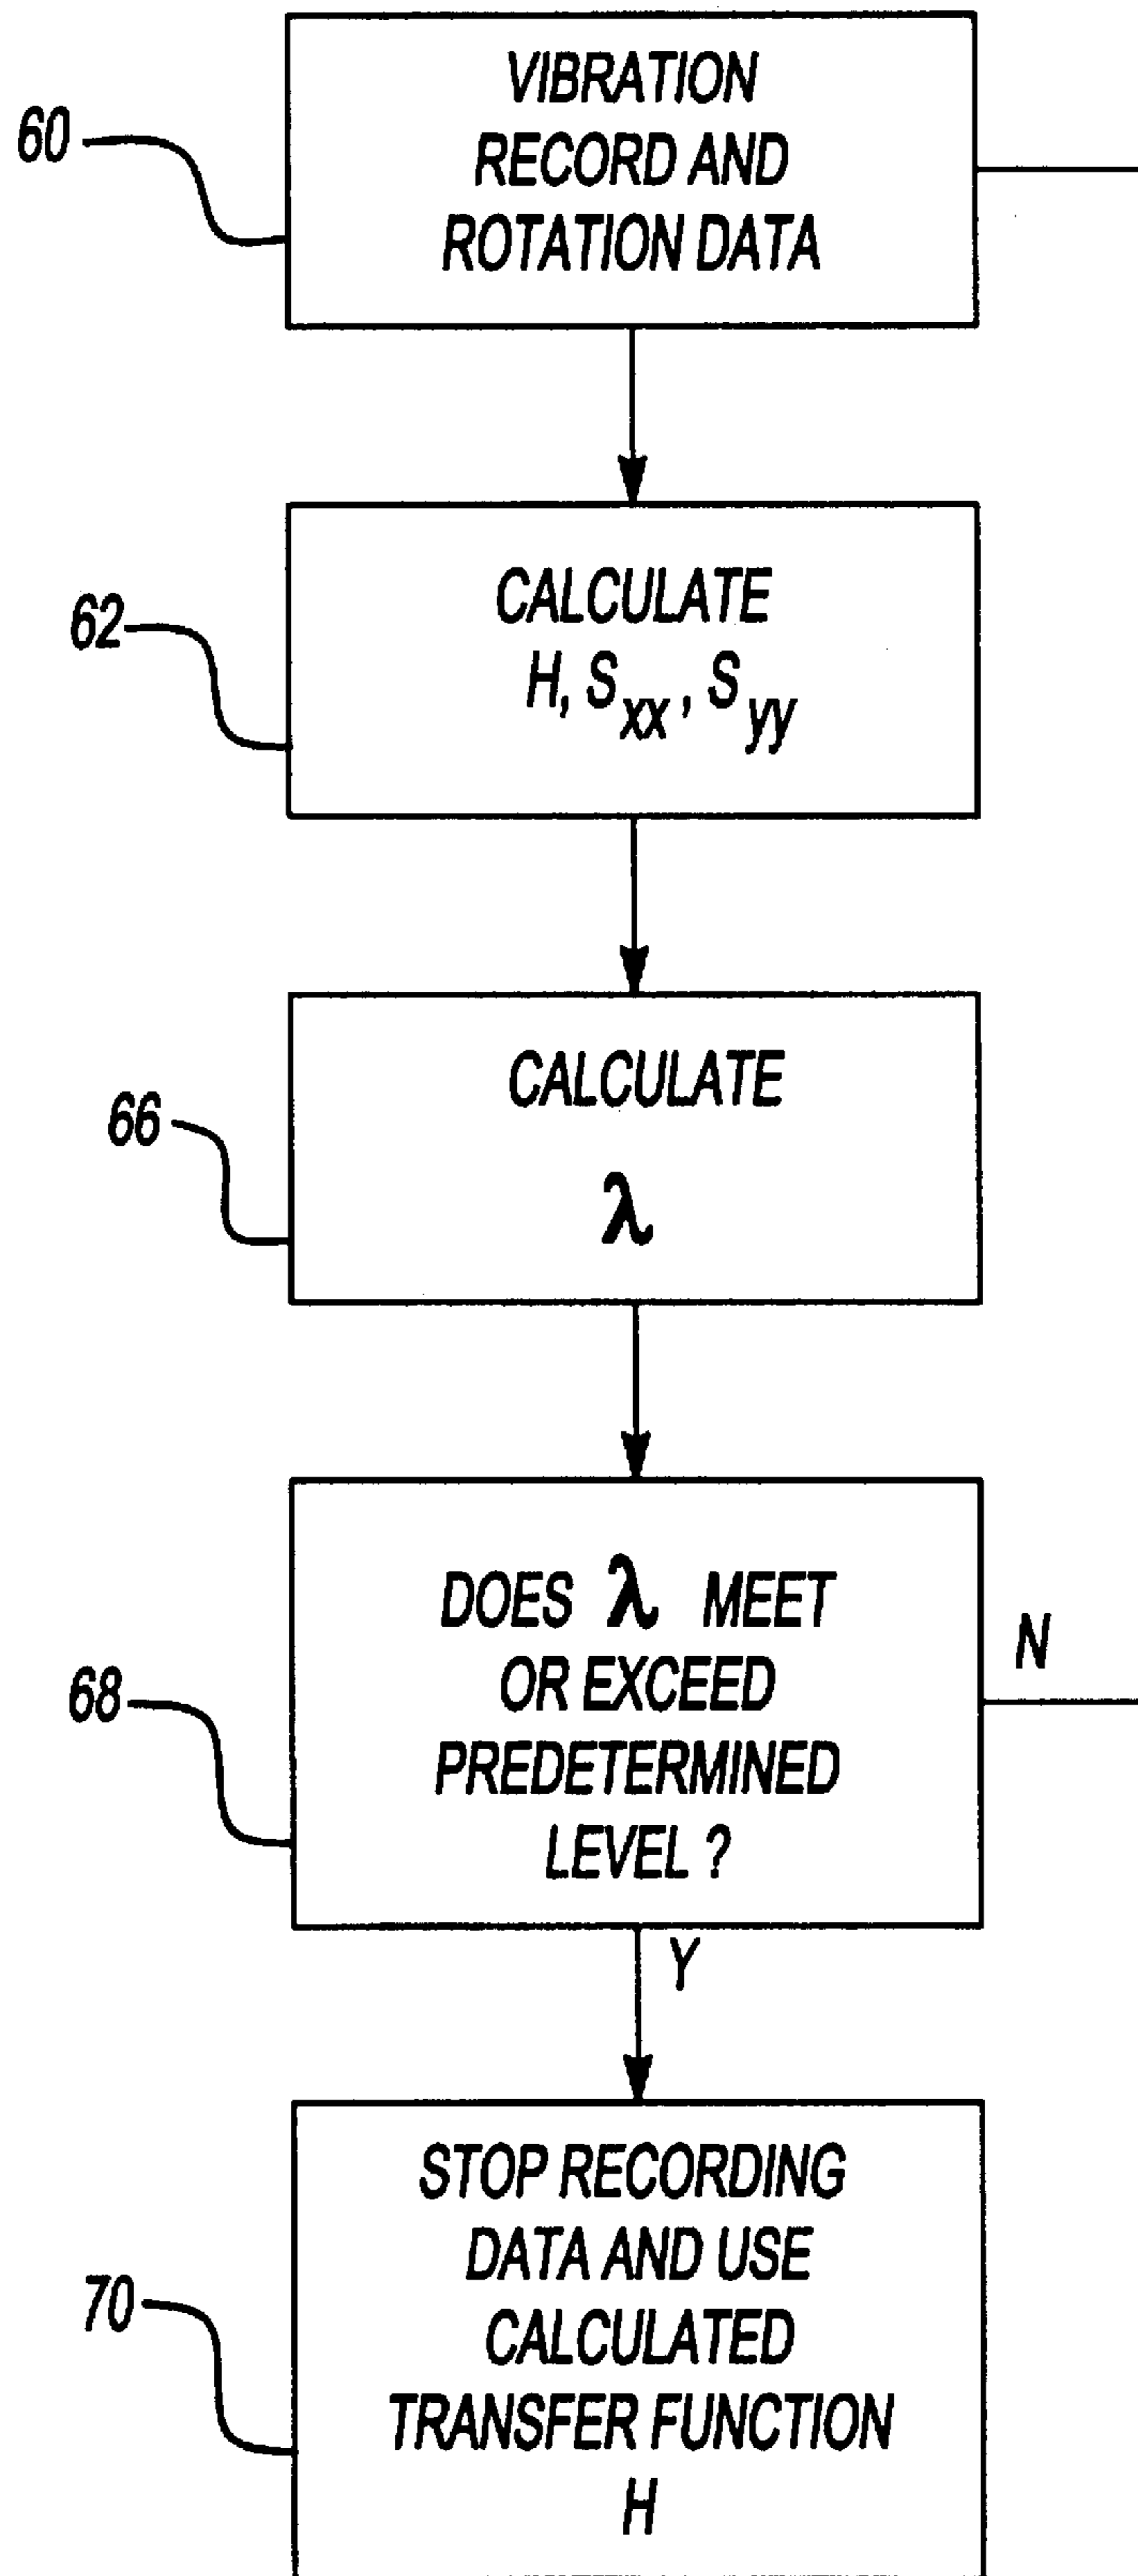 60
VIBRATION
RECORD AND
ROTATION DATA
62
CALCULATE
H, Sxx, Syy
66
CALCULATE
λ
68
DOES λ MEET
OR EXCEED
PREDETERMINED
LEVEL ?
N
Y
70
STOP RECORDING
DATA AND USE
CALCULATED
TRANSFER FUNCTION
H